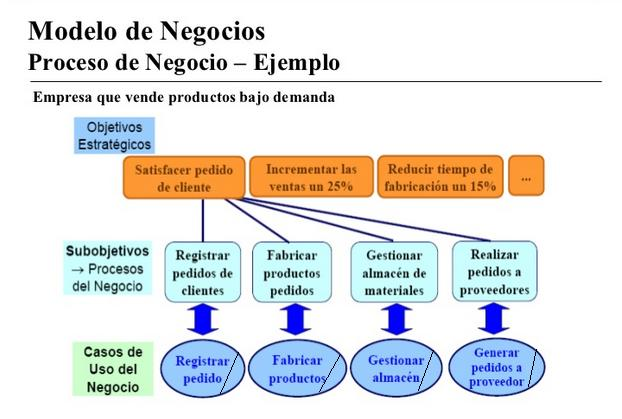 Modelo de Negocios
Proceso de Negocio – Ejemplo
Empresa que vende productos bajo demanda
Objetivos
Estratégicos
Satisfacer pedido
de cliente
Incrementar las
ventas un 25%
Reducir tiempo de
fabricación un 15%
...
Subobjetivos
→ Procesos
del Negocio
Registrar
pedidos de
clientes
Fabricar
productos
pedidos
Gestionar
almacén de
materiales
Realizar
pedidos a
proveedores
Casos de
Uso del
Negocio
Registrar
pedido
Fabricar
productos
Gestionar
almacén
Generar
pedidos a
proveedor